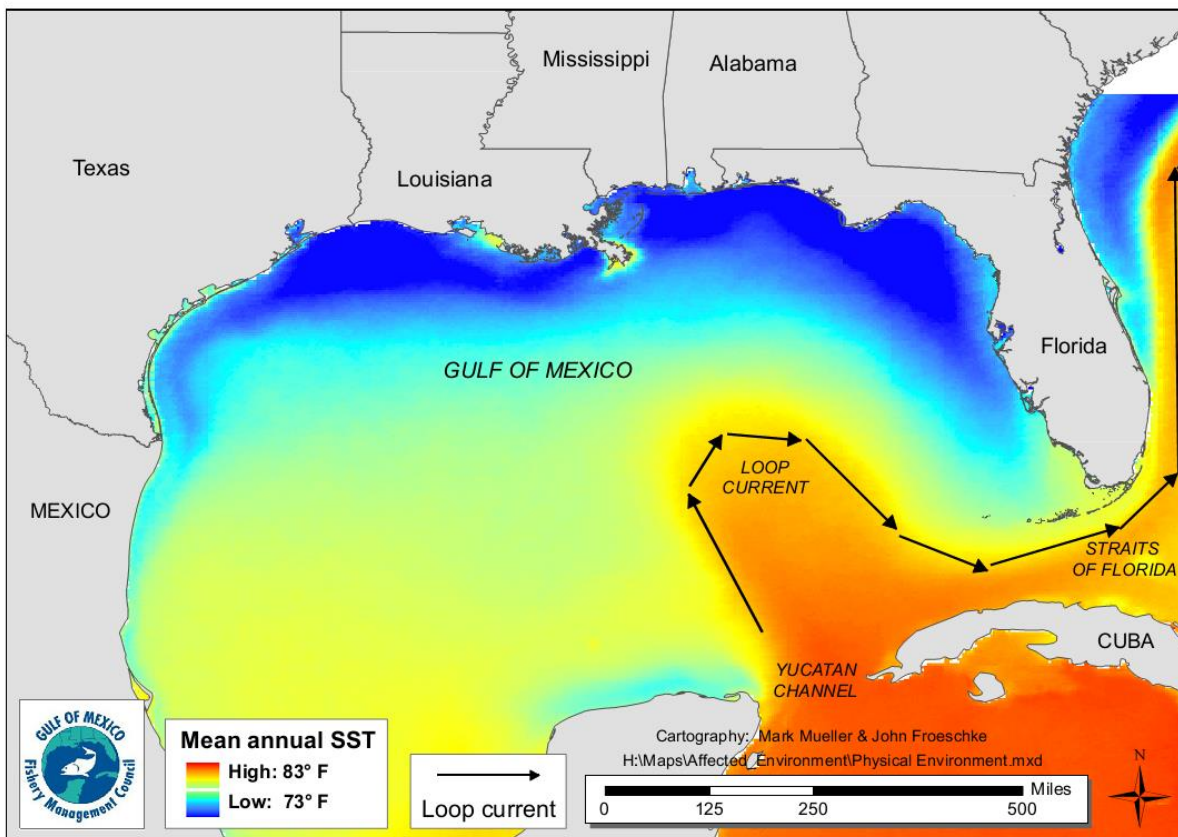 Mississippi
Alabama
Texas
Louisiana
Florida
GULF OF MEXICO
LOOP
CURRENT
MEXICO
STRAITS
OF FLORIDA
CUBA
YUCATAN
CHANNEL
GULF OF MEXICO
Fishery Management Council
Mean annual SST
High: 83° F
Low: 73° F
Loop current
Cartography: Mark Mueller & John Froeschke
H:\Maps\Affected_Environment\Physical Environment.mxd
Miles
0 125 250 500
N